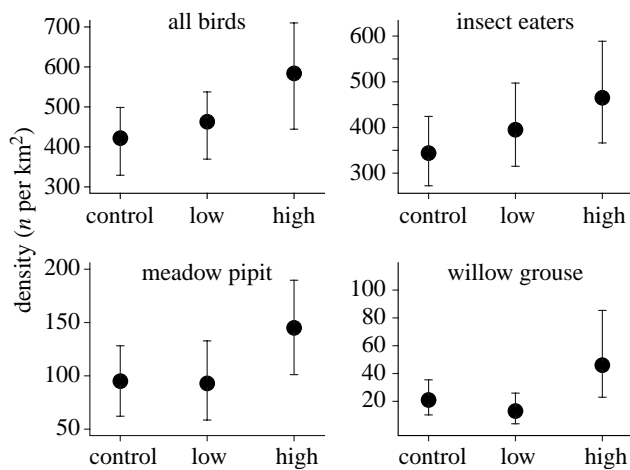 all birds
700
600
500
400
300
control low high
insect eaters
600
500
400
300
control low high
density (n per km²)
meadow pipit
200
150
100
50
control low high
willow grouse
100
80
60
40
20
control low high